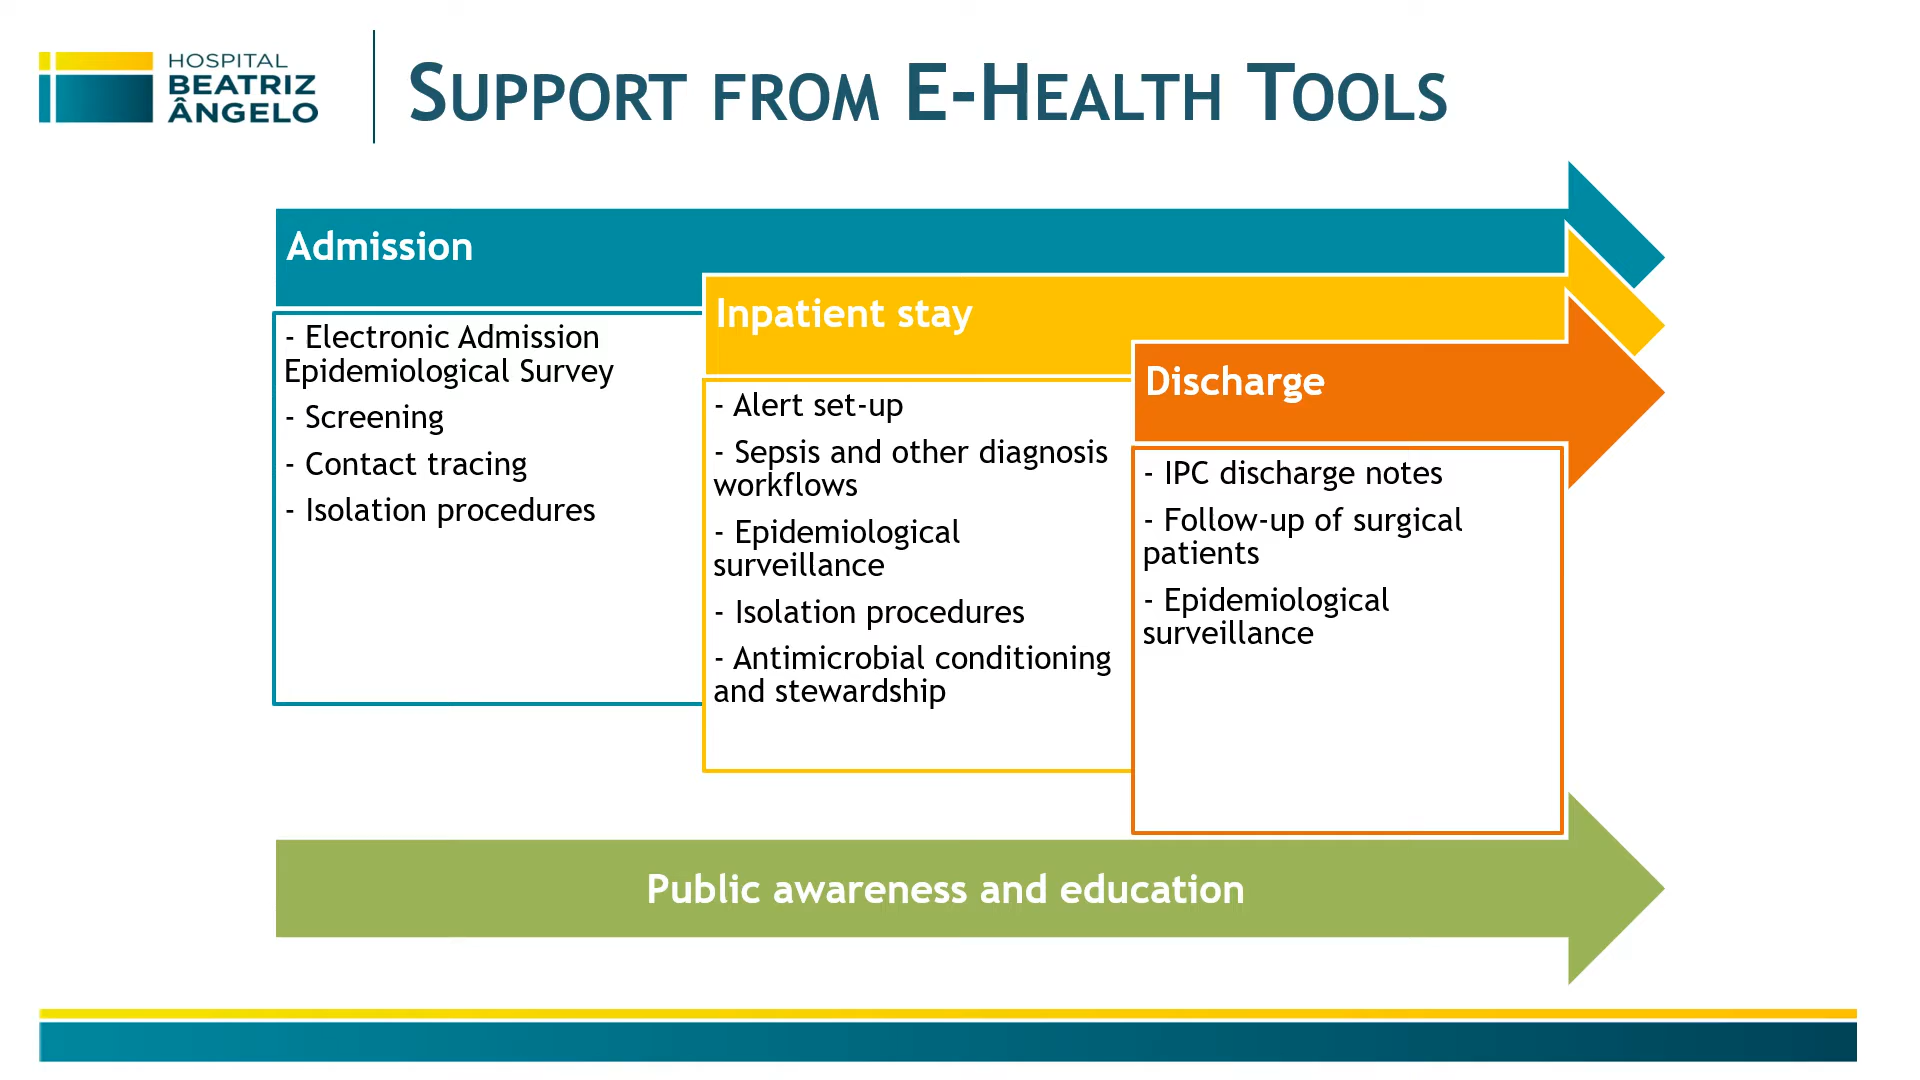 HOSPITAL
BEATRIZ
ÂNGELO
SUPPORT FROM E-HEALTH TOOLS
Admission
- Electronic Admission
Epidemiological Survey
- Screening
- Contact tracing
- Isolation procedures
Inpatient stay
- Alert set-up
- Sepsis and other diagnosis
workflows
- Epidemiological
surveillance
- Isolation procedures
- Antimicrobial conditioning
and stewardship
Discharge
- IPC discharge notes
- Follow-up of surgical
patients
- Epidemiological
surveillance
Public awareness and education